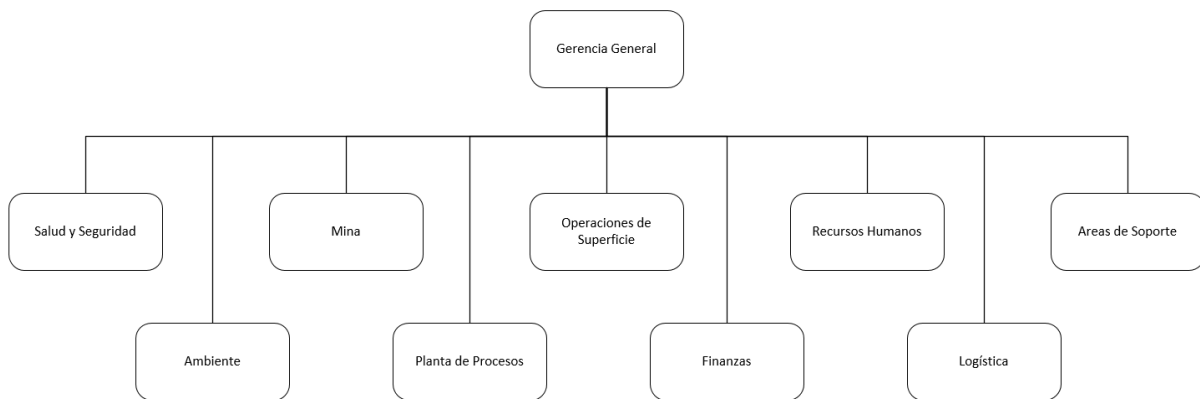 Gerencia General
Salud y Seguridad
Mina
Operaciones de
Superficie
Recursos Humanos
Areas de Soporte
Ambiente
Planta de Procesos
Finanzas
Logística